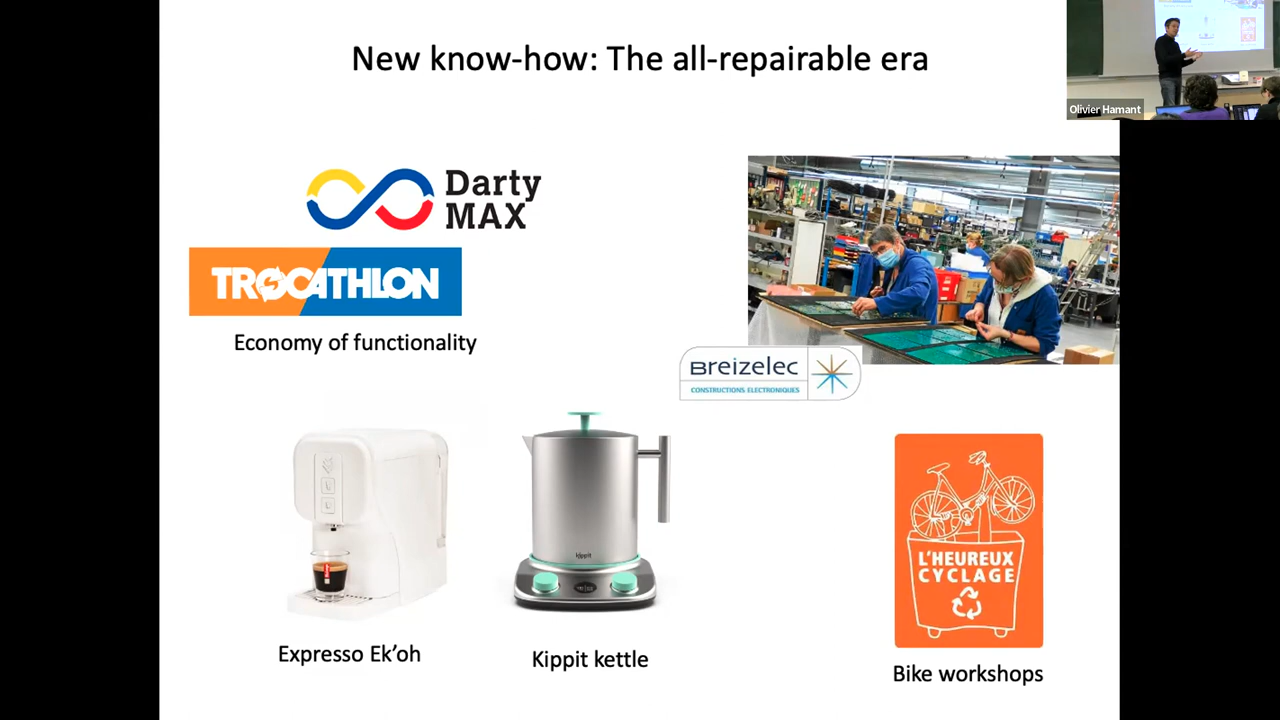 New know-how: The all-repairable era
Olivier Hamant
Darty
MAX
TROCATHLON
Economy of functionality
Breizelec
CONSTRUCTIONS ELECTRONIQUES
kippit
L'HEUREUX
CYCLAGE
Expresso Ek'oh
Kippit kettle
Bike workshops